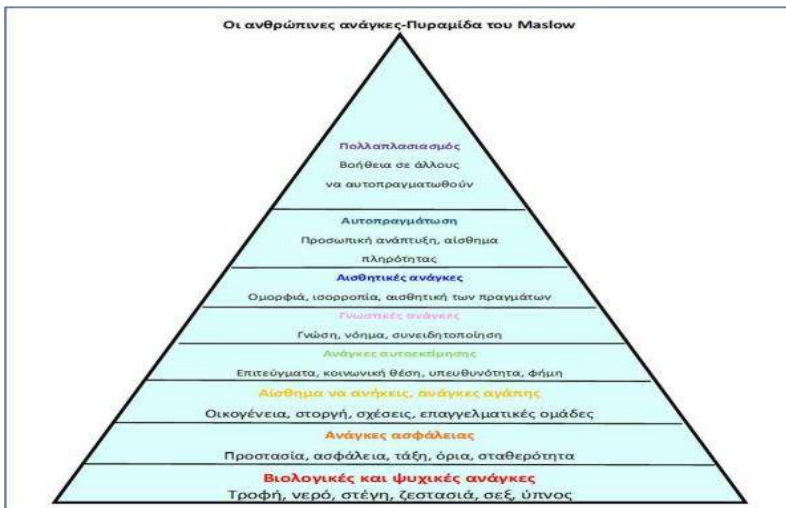 Οι ανθρώπινες ανάγκες-Πυραμίδα του Maslow
Πολλαπλασιασμός
Βοήθεια σε άλλους
να αυτοπραγματωθούν
Αυτοπραγμάτωση
Προσωπική ανάπτυξη, αίσθημα
πληρότητας
Αισθητικές ανάγκες
Ομορφιά, ισορροπία, αισθητική των πραγμάτων
Γνωστικές ανάγκες
Γνώση, νόημα, συνειδητοποίηση
Ανάγκες αυτοεκτίμησης
Επιτεύγματα, κοινωνική θέση, υπευθυνότητα, φήμη
Αίσθημα να ανήκεις, ανάγκες αγάπης
Οικογένεια, στοργή, σχέσεις, επαγγελματικές ομάδες
Ανάγκες ασφάλειας
Προστασία, ασφάλεια, τάξη, όρια, σταθερότητα
Βιολογικές και ψυχικές ανάγκες
Τροφή, νερό, στέγη, ζεστασιά, σεξ, ύπνος